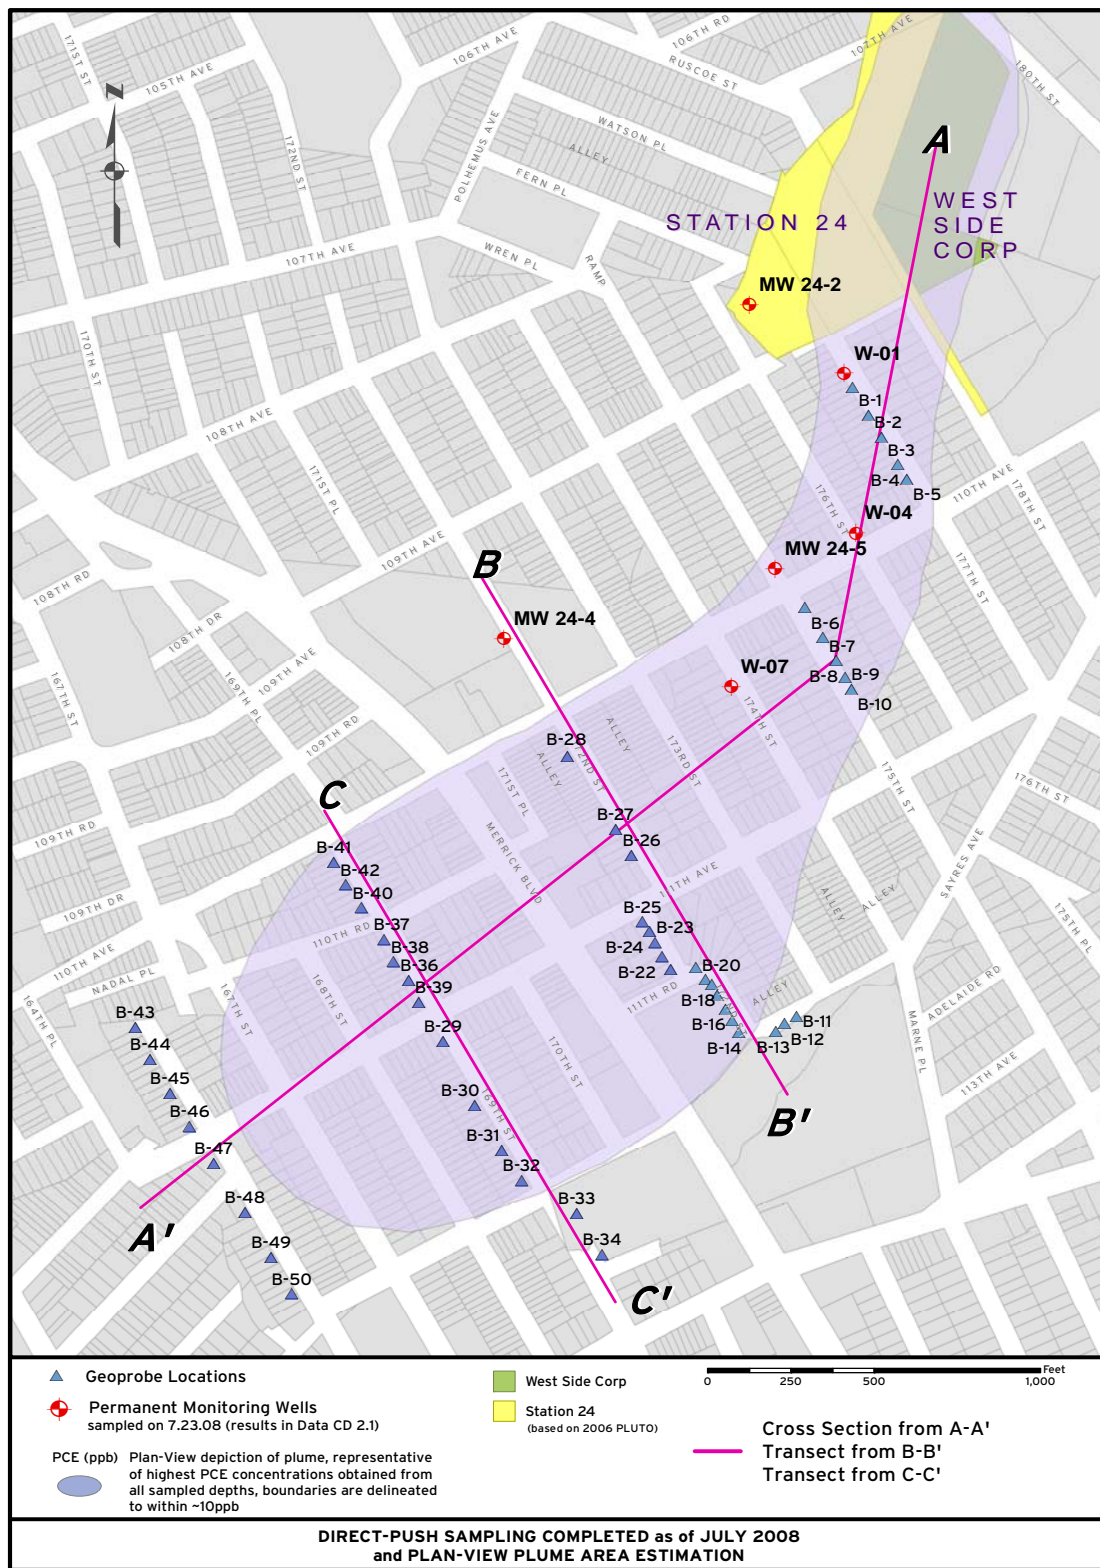 171ST ST
105TH AVE
106TH AVE
106TH RD
107TH AVE
RUSCOE ST
180TH ST
N
172ND ST
POLHEMUS AVE
WATSON PL
ALLEY
FERN PL
A
WEST
SIDE
CORP
STATION 24
107TH AVE
WREN PL
RAMP
MW 24-2
170TH ST
W-01
B-1
B-2
B-3
B-4
B-5
108TH AVE
171ST PL
176TH ST
110TH AVE
178TH ST
W-04
109TH AVE
MW 24-5
B
108TH RD
108TH DR
MW 24-4
177TH ST
B-6
B-7
B-8
B-9
B-10
167TH ST
169TH PL
109TH AVE
109TH RD
W-07
174TH ST
ALLEY
B-28
172ND ST
173RD ST
ALLEY
171ST PL
175TH ST
176TH ST
C
109TH RD
B-27
B-26
MERRICK BLVD
B-41
B-42
B-40
SAYRES AVE
111TH AVE
ALLEY
ALLEY
109TH DR
B-37
110TH RD
B-38
B-36
B-39
B-25
B-23
B-24
B-22
B-20
175TH PL
110TH AVE
NADAL PL
111TH RD
ALLEY
ADELAIDE RD
B-18
172ND ST
164TH PL
B-43
167TH ST
168TH ST
B-16
B-14
B-11
B-12
B-13
MARNE PL
B-29
B-44
170TH ST
113TH AVE
B-45
B-30
169TH ST
B-46
B'
B-31
B-47
B-32
A'
B-48
B-33
B-49
B-34
B-50
C'
Geoprobe Locations
Permanent Monitoring Wells
sampled on 7.23.08 (results in Data CD 2.1)
PCE (ppb)
Plan-View depiction of plume, representative
of highest PCE concentrations obtained from
all sampled depths, boundaries are delineated
to within ~10ppb
West Side Corp
Station 24
(based on 2006 PLUTO)
Feet
0 250 500 1,000
Cross Section from A-A'
Transect from B-B'
Transect from C-C'
DIRECT-PUSH SAMPLING COMPLETED as of JULY 2008
and PLAN-VIEW PLUME AREA ESTIMATION